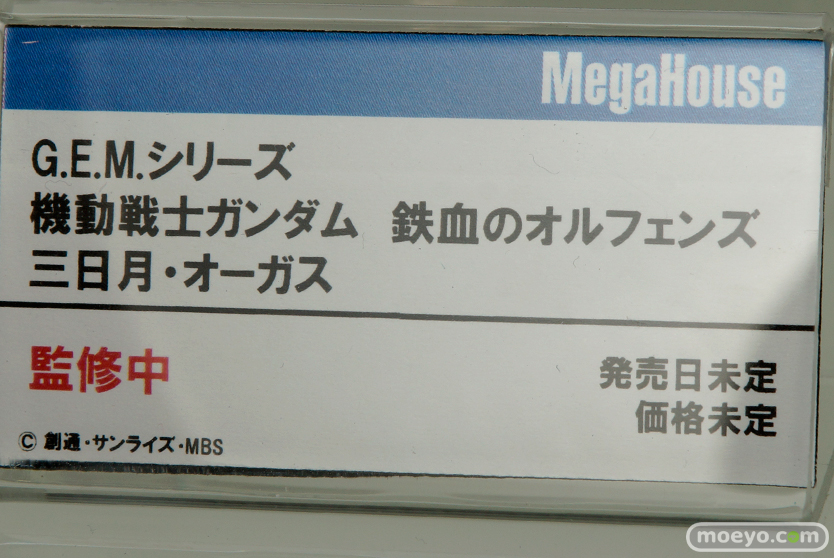 MegaHouse
G.E.M.シリーズ
機動戦士ガンダム 鉄血のオルフェンズ
三日月・オーガス
監修中
発売日未定
価格未定
© 創通・サンライズ・MBS
moeyo.com